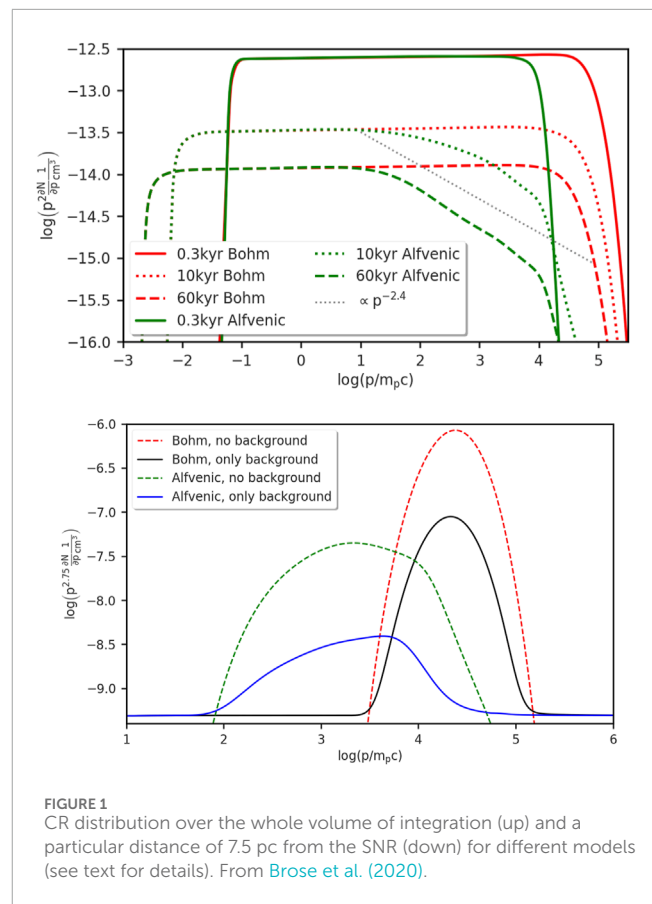 −12.5
−13.0
−13.5
−14.0
−14.5
−15.0
−15.5
−16.0
log(p² ∂N/∂p 1/cm³)
0.3kyr Bohm
10kyr Bohm
60kyr Bohm
0.3kyr Alfvenic
10kyr Alfvenic
60kyr Alfvenic
∝ p^−2.4
−3 −2 −1 0 1 2 3 4 5
log(p/mₚc)
−6.0
−6.5
−7.0
−7.5
−8.0
−8.5
−9.0
log(p^2.75 ∂N/∂p 1/cm³)
Bohm, no background
Bohm, only background
Alfvenic, no background
Alfvenic, only background
1 2 3 4 5 6
log(p/mₚc)
FIGURE 1
CR distribution over the whole volume of integration (up) and a
particular distance of 7.5 pc from the SNR (down) for different models
(see text for details). From Brose et al. (2020).